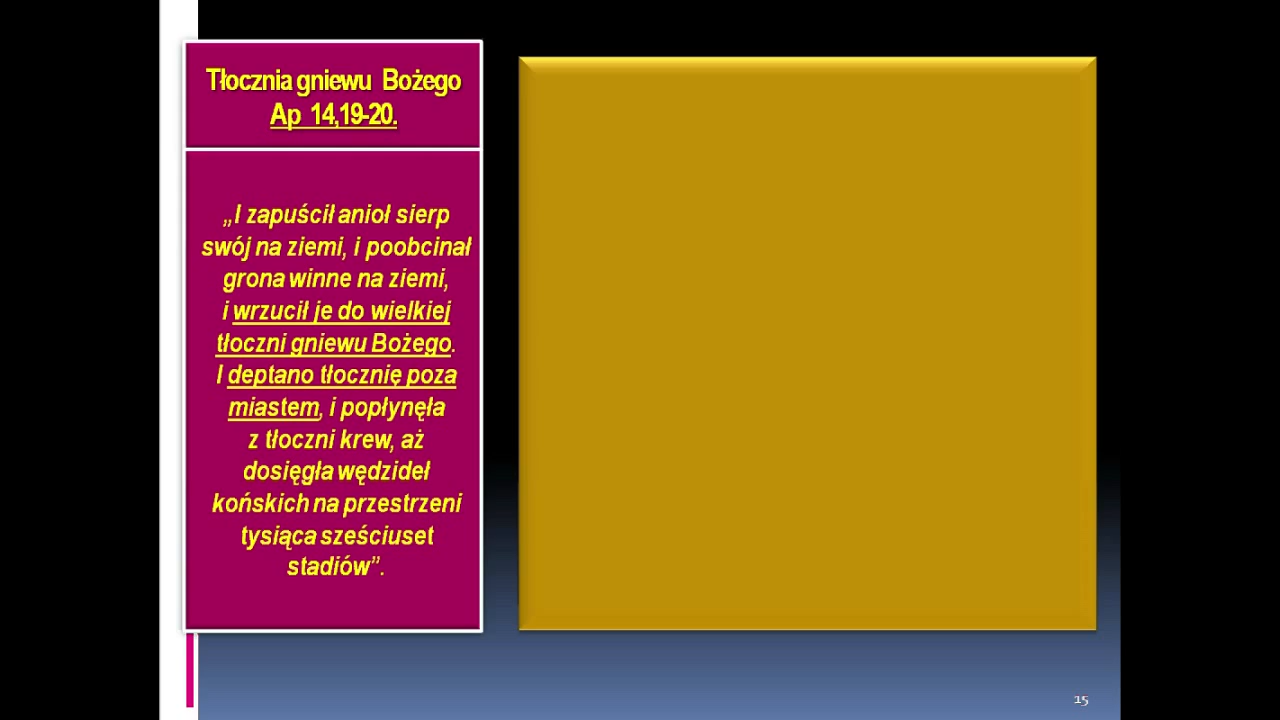 Tłocznia gniewu Bożego
Ap 14,19-20.
„I zapuścił anioł sierp
swój na ziemi, i poobcinał
grona winne na ziemi,
i wrzucił je do wielkiej
tłoczni gniewu Bożego.
I deptano tłocznię poza
miastem, i popłynęła
z tłoczni krew, aż
dosięgła wędzideł
końskich na przestrzeni
tysiąca sześciuset
stadiów”.
15